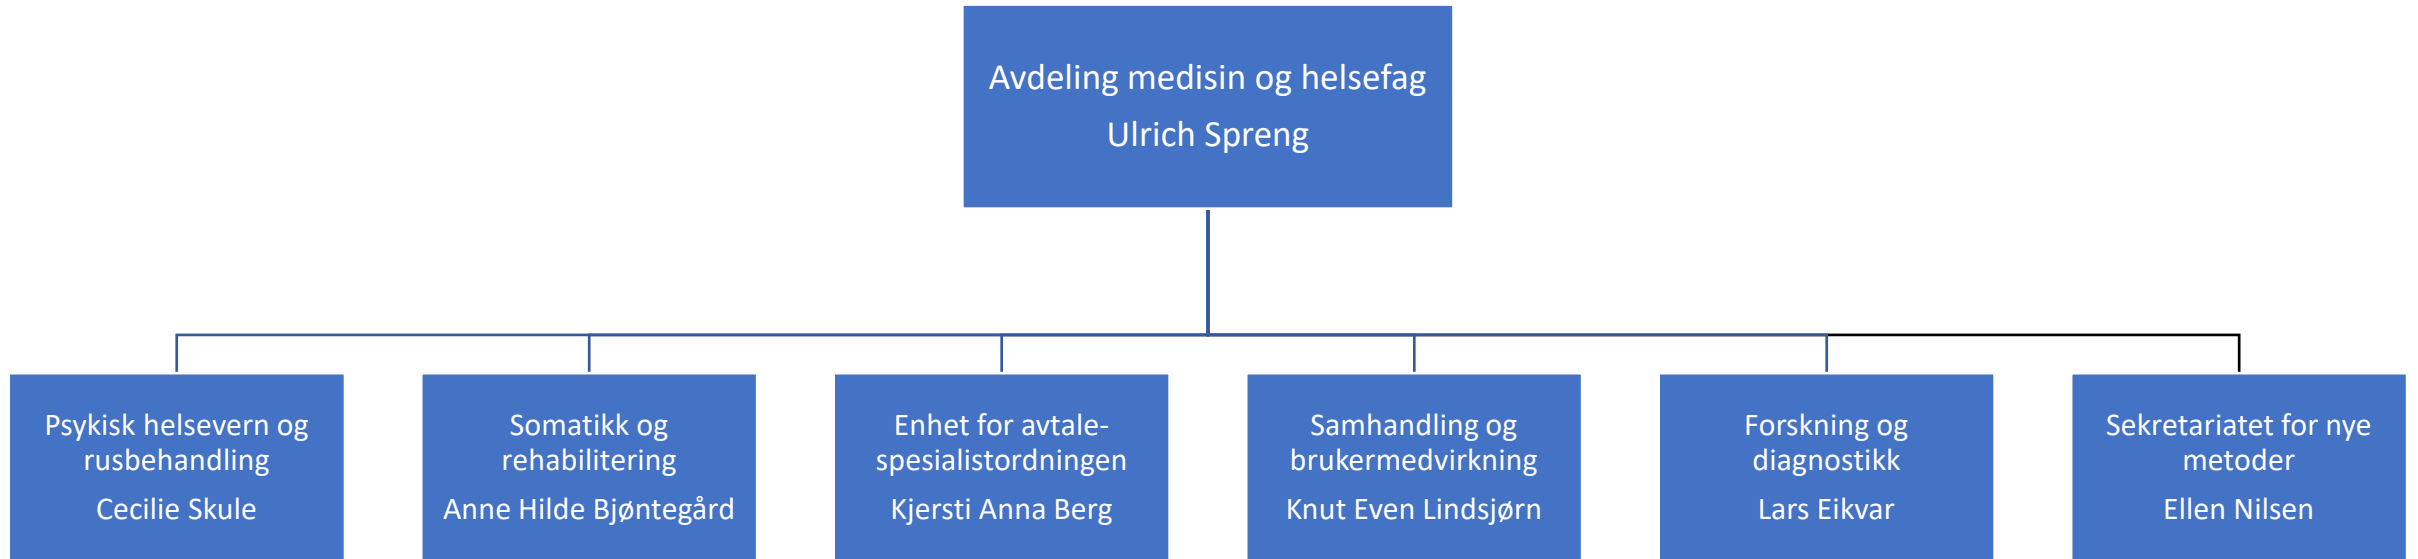 Avdeling medisin og helsefag
Ulrich Spreng
Psykisk helsevern og
rusbehandling
Cecilie Skule
Somatikk og
rehabilitering
Anne Hilde Bjøntegård
Enhet for avtale-
spesialistordningen
Kjersti Anna Berg
Samhandling og
brukermedvirkning
Knut Even Lindsjørn
Forskning og
diagnostikk
Lars Eikvar
Sekretariatet for nye
metoder
Ellen Nilsen